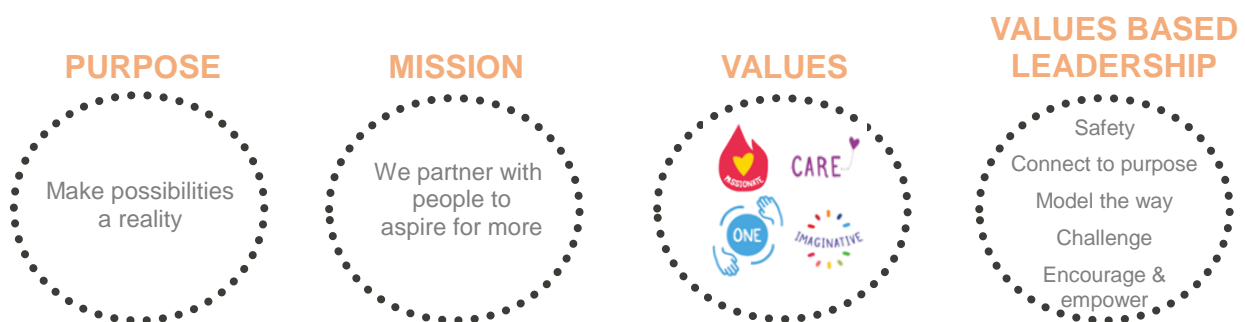 PURPOSE
Make possibilities
a reality
MISSION
We partner with
people to
aspire for more
VALUES
PASSIONATE
CARE
ONE
IMAGINATIVE
VALUES BASED
LEADERSHIP
Safety
Connect to purpose
Model the way
Challenge
Encourage &
empower